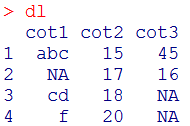 > dl
  cot1 cot2 cot3
1  abc   15   45
2   NA   17   16
3   cd   18   NA
4    f   20   NA